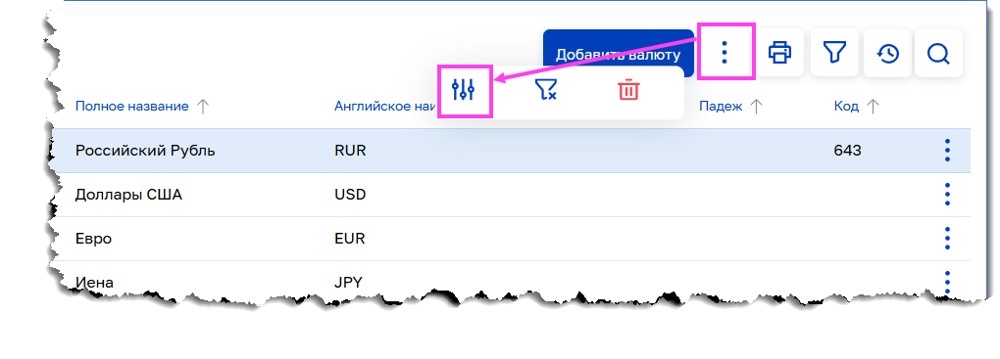 Добавить валюту
Полное название Английское наи Падеж Код
Российский Рубль RUR 643
Доллары США USD
Евро EUR
Иена JPY